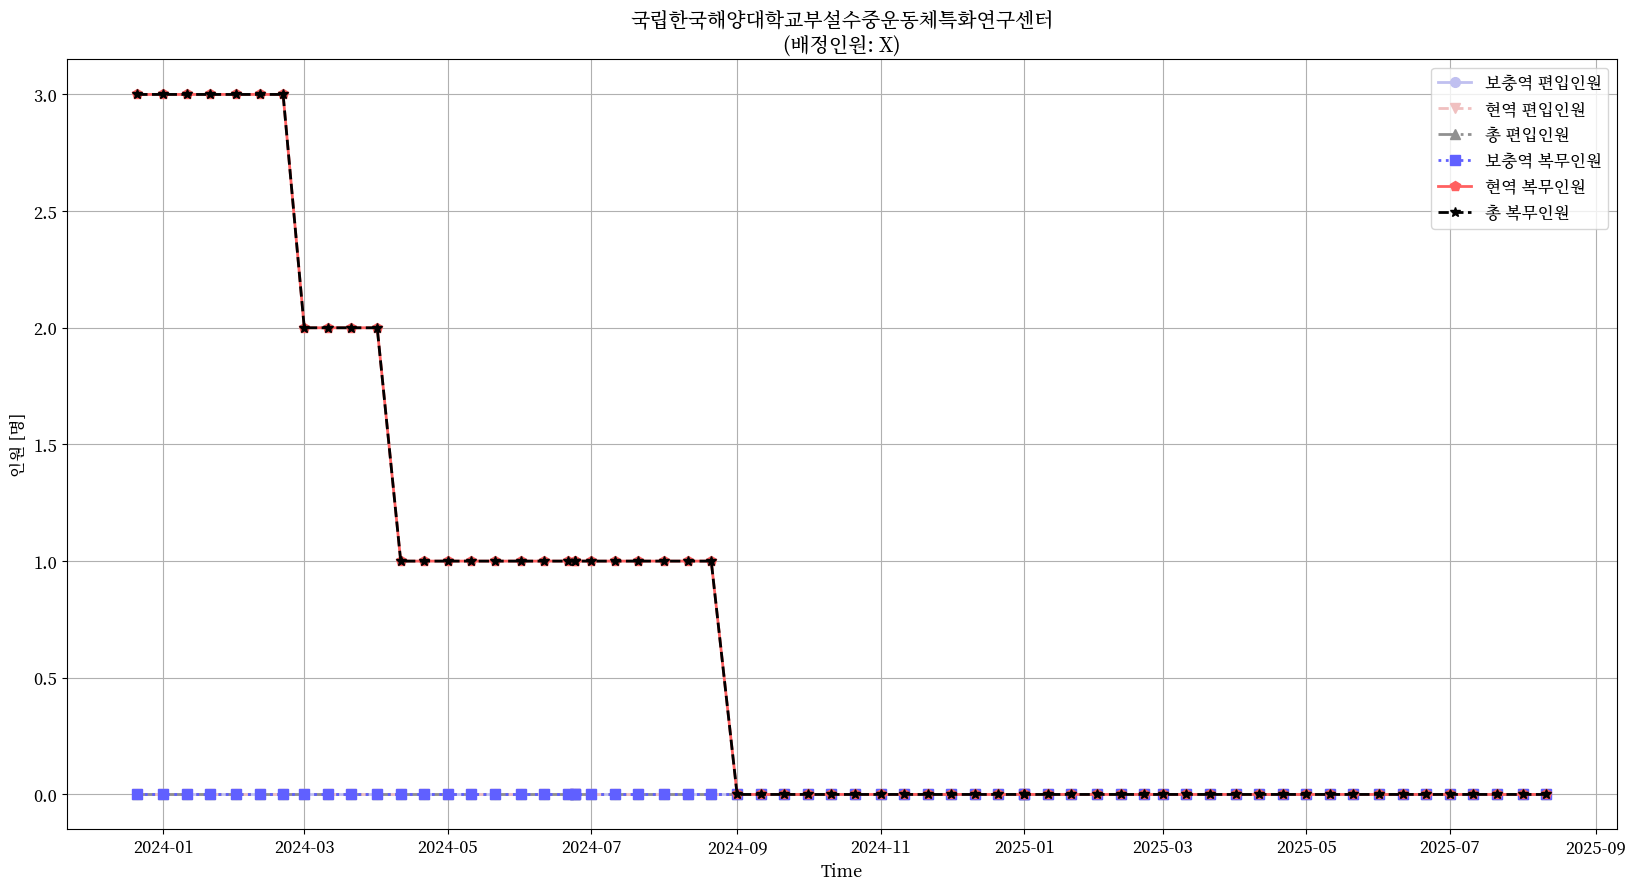 국립한국해양대학교부설수중운동체특화연구센터
(배정인원: X)
보충역 편입인원
현역 편입인원
총 편입인원
보충역 복무인원
현역 복무인원
총 복무인원
3.0
2.5
2.0
1.5
1.0
0.5
0.0
인원 [명]
2024-01
2024-03
2024-05
2024-07
2024-09
2024-11
2025-01
2025-03
2025-05
2025-07
2025-09
Time